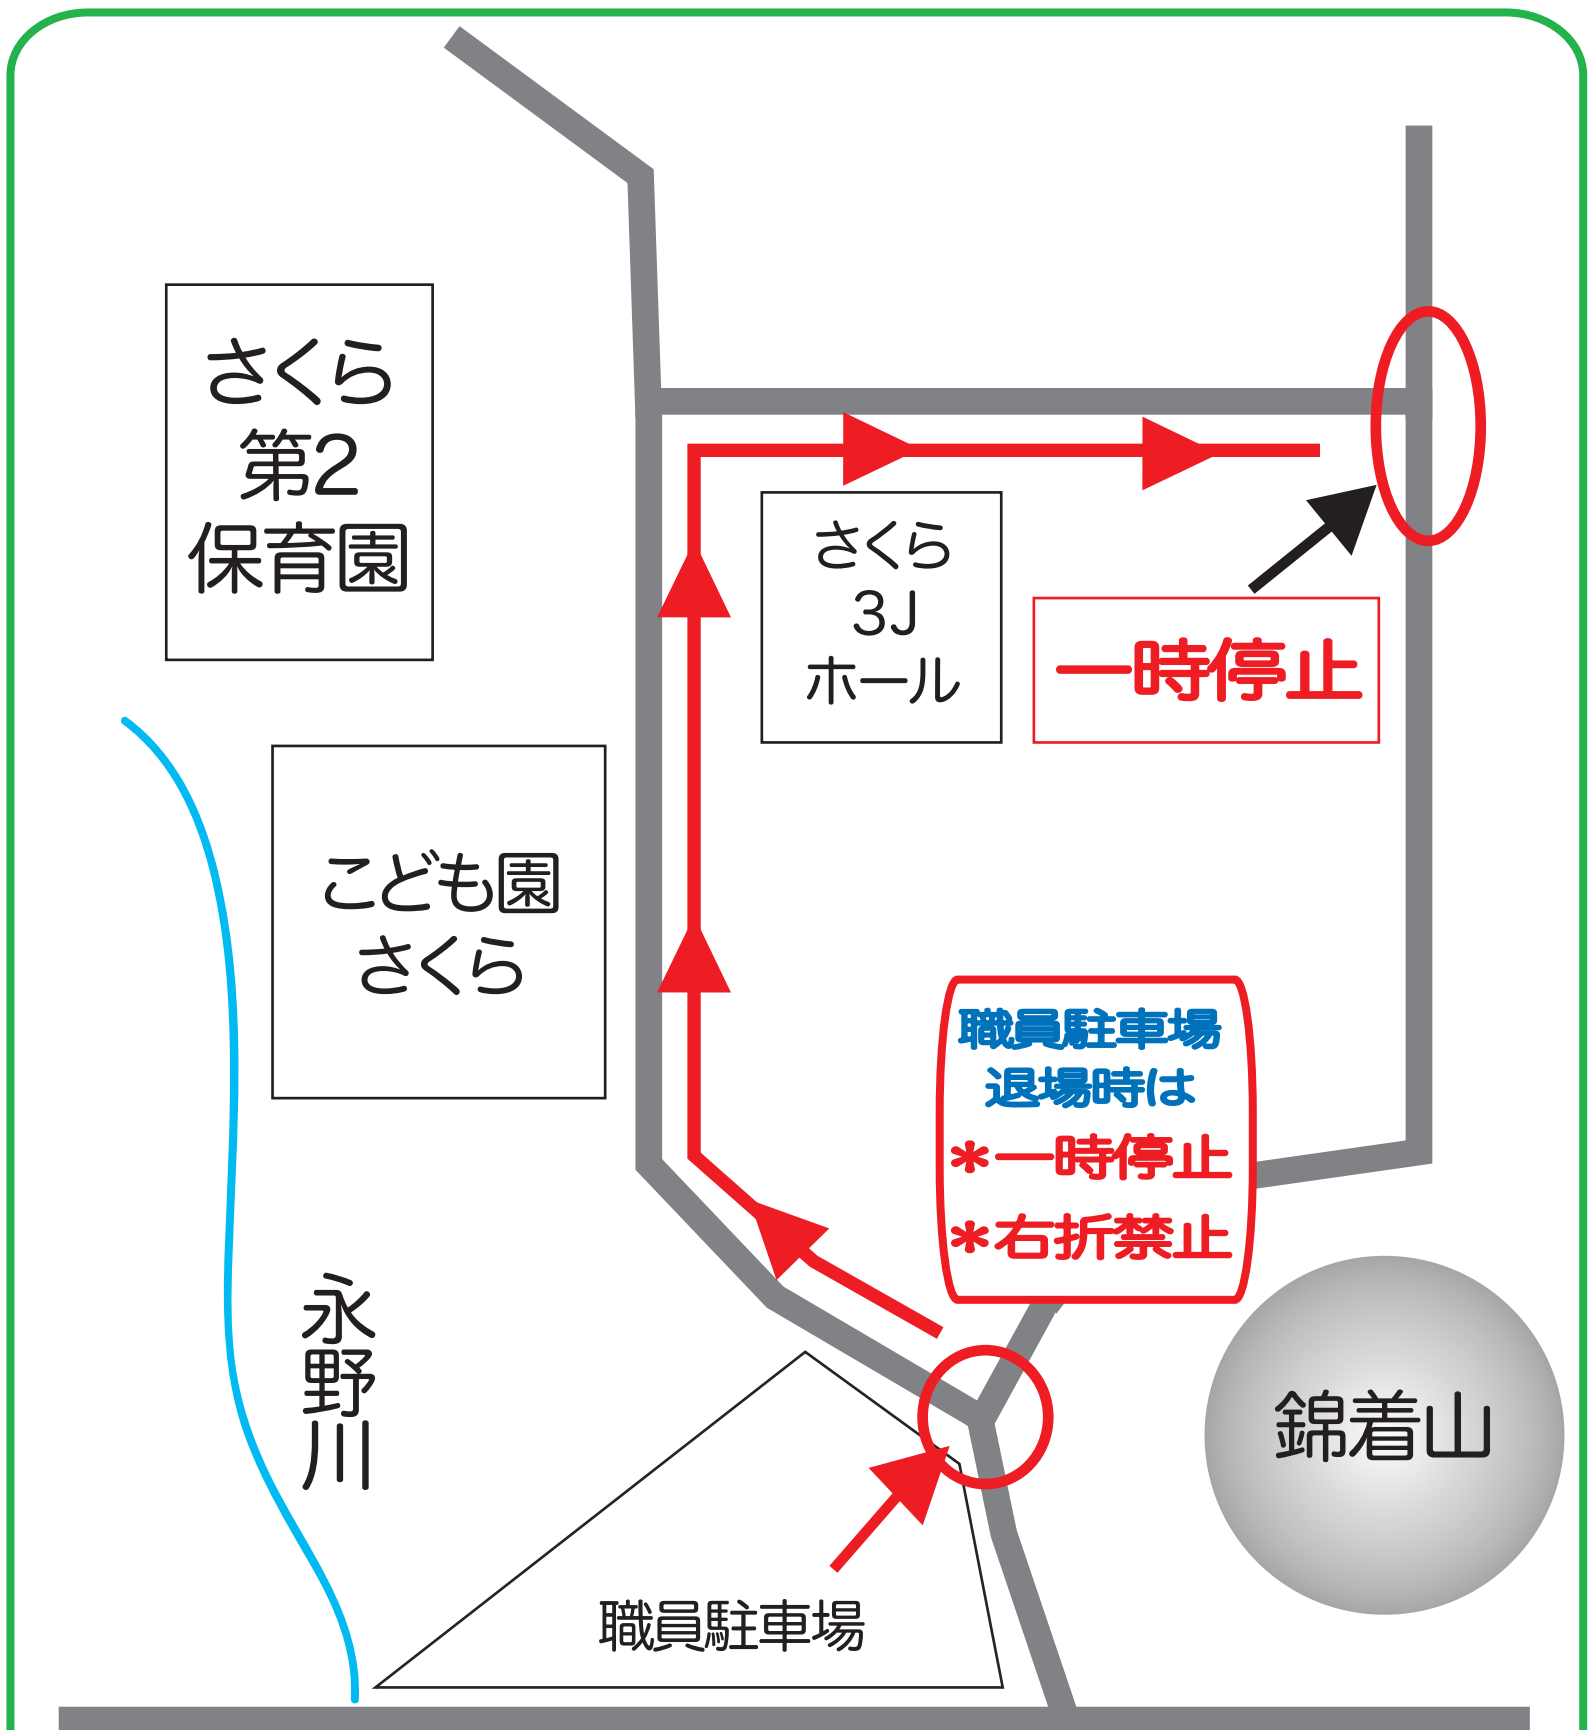 さくら
第2
保育園
さくら
3J
ホール
一時停止
こども園
さくら
職員駐車場
退場時は
*一時停止
*右折禁止
永野川
錦着山
職員駐車場